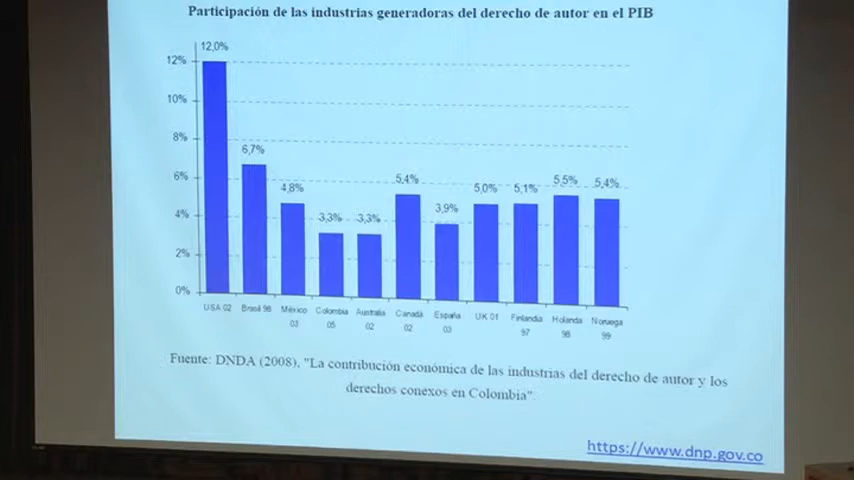 Participación de las industrias generadoras del derecho de autor en el PIB
12,0%
12%
10%
8%
6,7%
6%
5,4%
5,0%
5,1%
5,5%
5,4%
4,8%
3,9%
4%
3,3%
3,3%
2%
0%
USA 02
Brasil 98
México 03
Colombia 05
Australia 02
Canadá 02
España 03
UK 01
Finlandia 97
Holanda 98
Noruega 99
Fuente: DNDA (2008), "La contribución económica de las industrias del derecho de autor y los
derechos conexos en Colombia".
https://www.dnp.gov.co